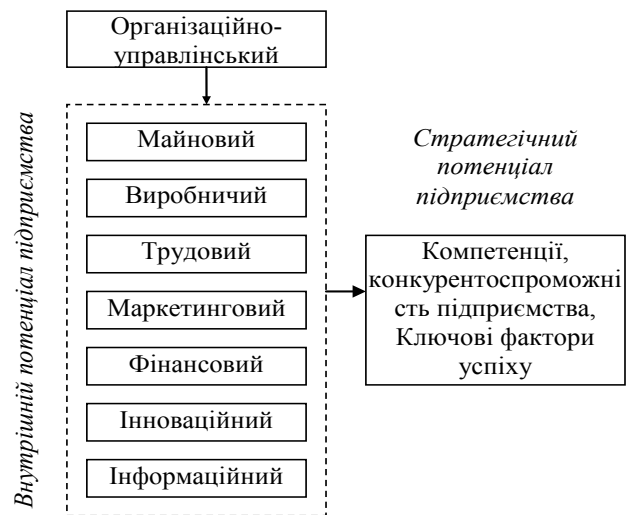 Організаційно-
управлінський
Внутрішній потенціал підприємства
Майновий
Виробничий
Трудовий
Маркетинговий
Фінансовий
Інноваційний
Інформаційний
Стратегічний
потенціал
підприємства
Компетенції,
конкурентоспроможні
сть підприємства,
Ключові фактори
успіху